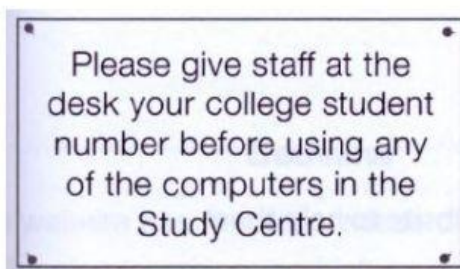 Please give staff at the
desk your college student
number before using any
of the computers in the
Study Centre.